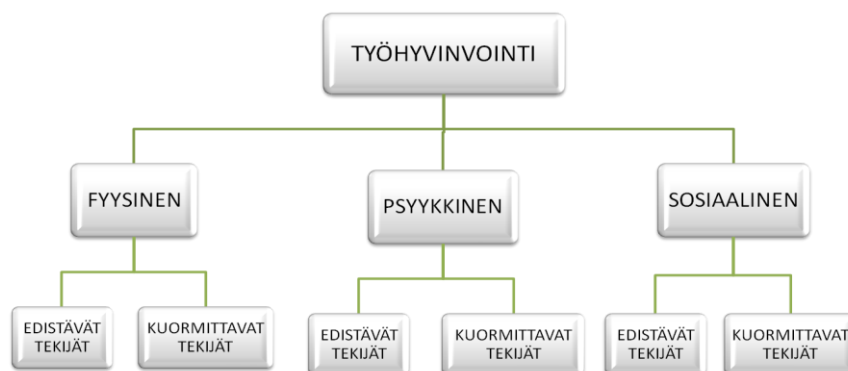 TYÖHYVINVOINTI
FYYSINEN
PSYYKKINEN
SOSIAALINEN
EDISTÄVÄT
TEKIJÄT
KUORMITTAVAT
TEKIJÄT
EDISTÄVÄT
TEKIJÄT
KUORMITTAVAT
TEKIJÄT
EDISTÄVÄT
TEKIJÄT
KUORMITTAVAT
TEKIJÄT